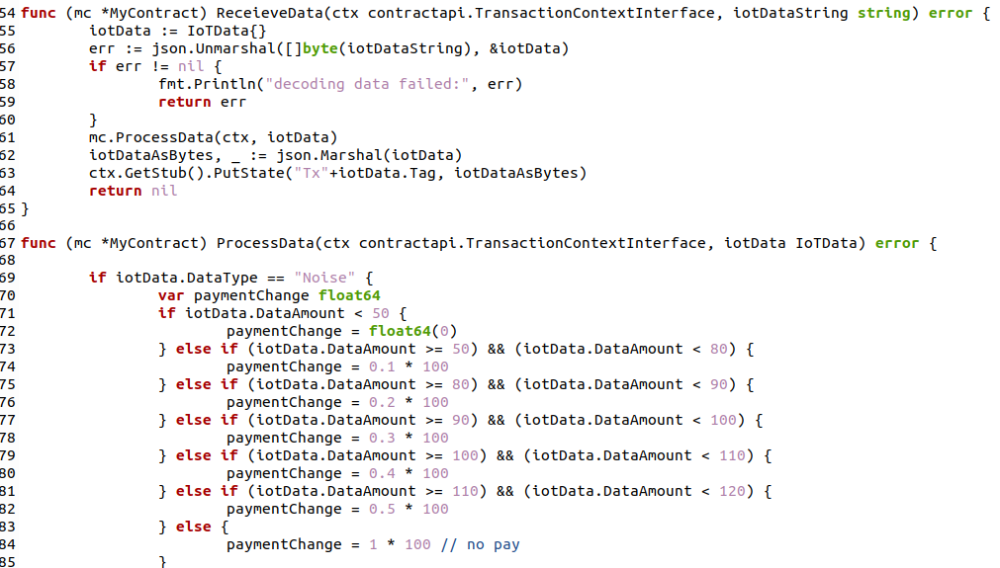 54 func (mc *MyContract) ReceieveData(ctx contractapi.TransactionContextInterface, iotDataString string) error {
55         iotData := IoTData{}
56         err := json.Unmarshal([]byte(iotDataString), &iotData)
57         if err != nil {
58                 fmt.Println("decoding data failed:", err)
59                 return err
60         }
61         mc.ProcessData(ctx, iotData)
62         iotDataAsBytes, _ := json.Marshal(iotData)
63         ctx.GetStub().PutState("Tx"+iotData.Tag, iotDataAsBytes)
64         return nil
65 }
66
67 func (mc *MyContract) ProcessData(ctx contractapi.TransactionContextInterface, iotData IoTData) error {
68
69         if iotData.DataType == "Noise" {
70                 var paymentChange float64
71                 if iotData.DataAmount < 50 {
72                         paymentChange = float64(0)
73                 } else if (iotData.DataAmount >= 50) && (iotData.DataAmount < 80) {
74                         paymentChange = 0.1 * 100
75                 } else if (iotData.DataAmount >= 80) && (iotData.DataAmount < 90) {
76                         paymentChange = 0.2 * 100
77                 } else if (iotData.DataAmount >= 90) && (iotData.DataAmount < 100) {
78                         paymentChange = 0.3 * 100
79                 } else if (iotData.DataAmount >= 100) && (iotData.DataAmount < 110) {
80                         paymentChange = 0.4 * 100
81                 } else if (iotData.DataAmount >= 110) && (iotData.DataAmount < 120) {
82                         paymentChange = 0.5 * 100
83                 } else {
84                         paymentChange = 1 * 100 // no pay
85                 }